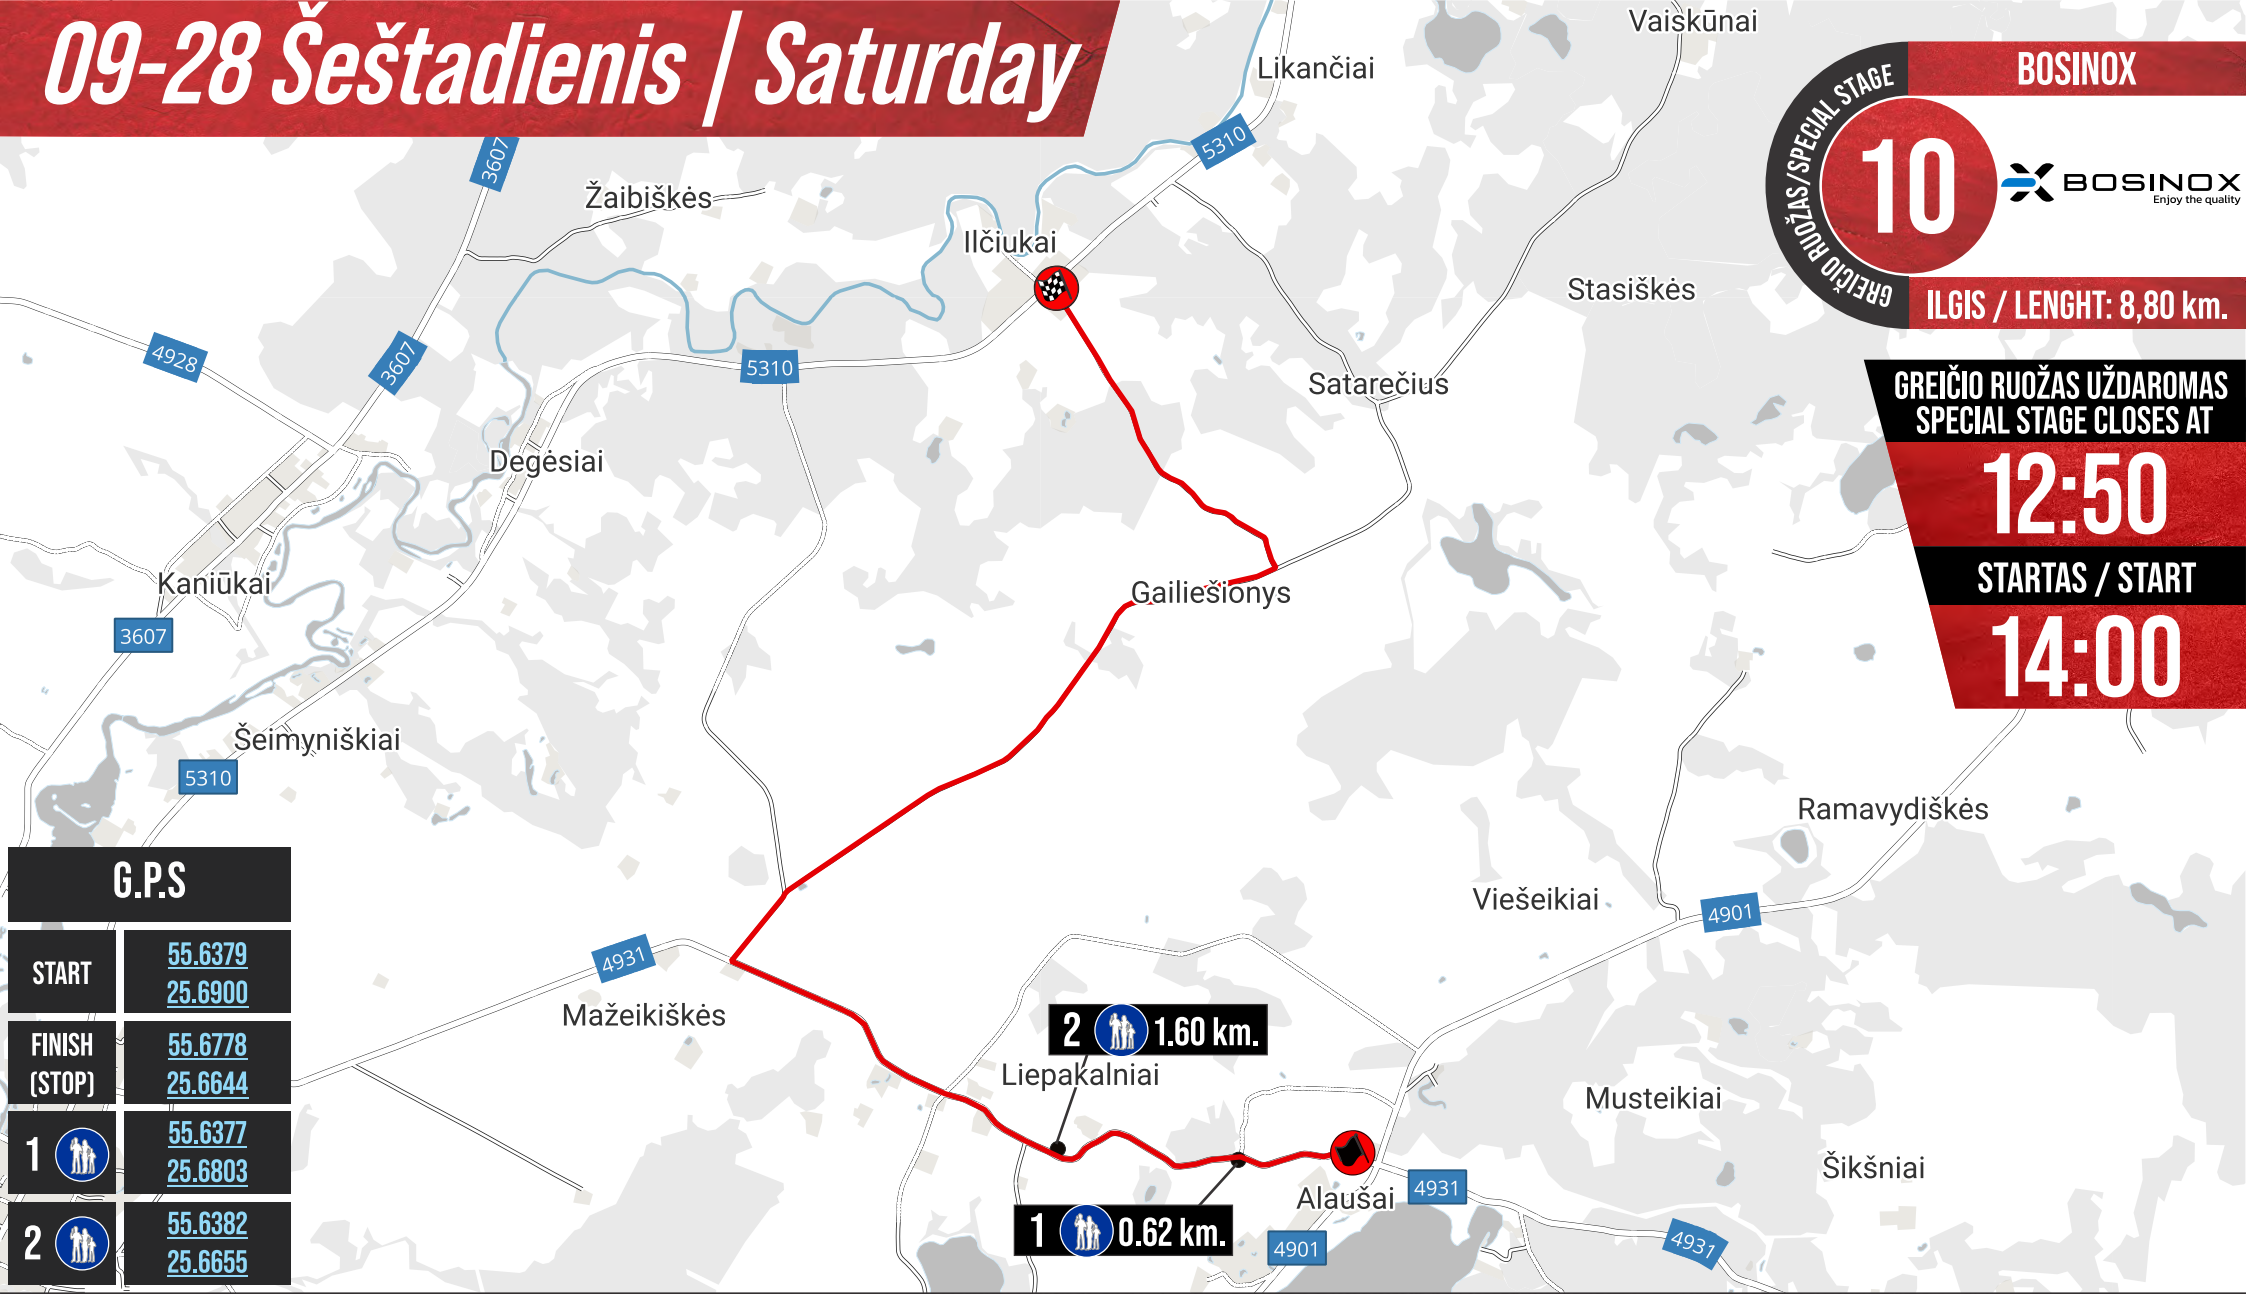 09-28 Šeštadienis | Saturday
Vaiskūnai
Likančiai
BOSINOX
GREIČIO RUOŽAS/SPECIAL STAGE
10
BOSINOX
Enjoy the quality
ILGIS / LENGHT: 8,80 km.
GREIČIO RUOŽAS UŽDAROMAS
SPECIAL STAGE CLOSES AT
12:50
STARTAS / START
14:00
3607
5310
Žaibiškės
Ilčiukai
Stasiškės
4928
3607
5310
Satarečius
Degėsiai
Kaniūkai
Gailiešionys
3607
Šeimyniškiai
5310
Ramavydiškės
Viešeikiai
4901
4931
Mažeikiškės
2 1.60 km.
Liepakalniai
Musteikiai
Šikšniai
Alaušai
4931
1 0.62 km.
4901
4931
G.P.S
START
55.6379
25.6900
FINISH
(STOP)
55.6778
25.6644
1
55.6377
25.6803
2
55.6382
25.6655